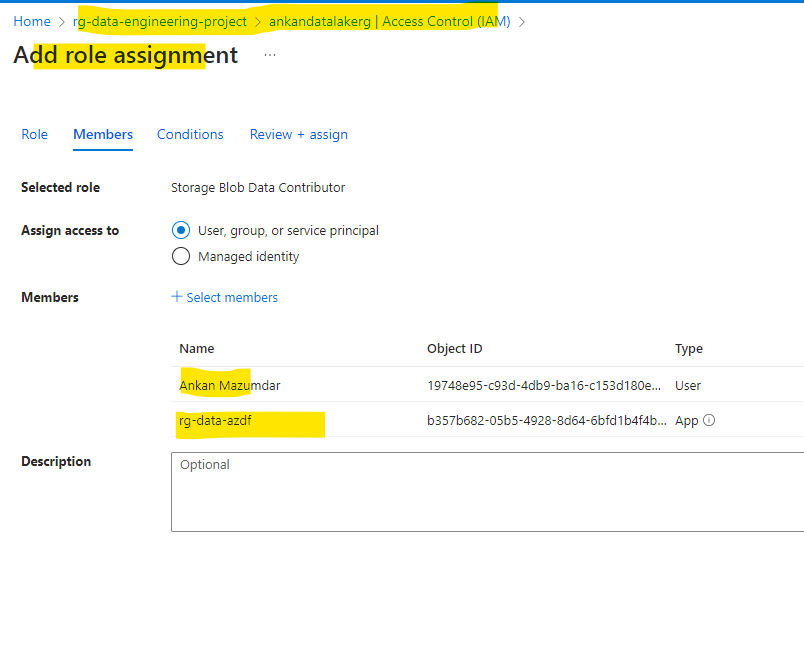 Home > rg-data-engineering-project > ankandatalakerg | Access Control (IAM) >
Add role assignment ...
Role Members Conditions Review + assign
Selected role Storage Blob Data Contributor
Assign access to User, group, or service principal
Managed identity
Members + Select members
Name Object ID Type
Ankan Mazumdar 19748e95-c93d-4db9-ba16-c153d180e... User
rg-data-azdf b357b682-05b5-4928-8d64-6bfd1b4f4b... App
Description Optional